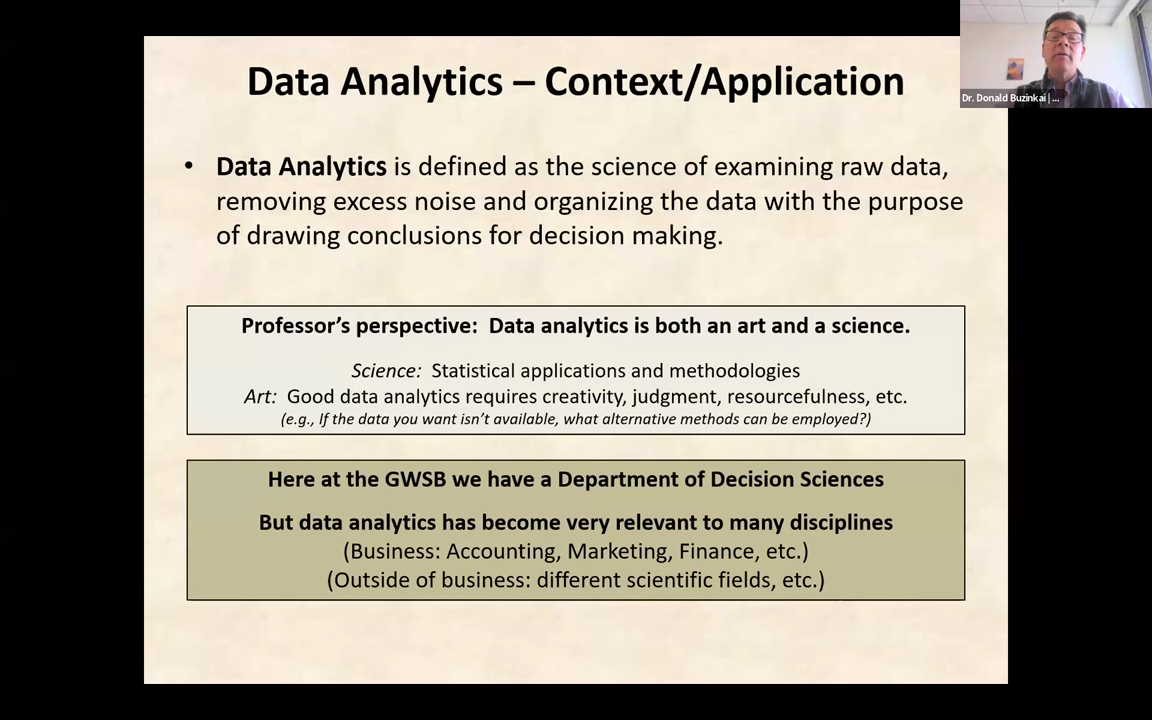 Data Analytics – Context/Application
Dr. Donald Buzinkai | ...
• Data Analytics is defined as the science of examining raw data,
removing excess noise and organizing the data with the purpose
of drawing conclusions for decision making.
Professor’s perspective:  Data analytics is both an art and a science.
Science:  Statistical applications and methodologies
Art:  Good data analytics requires creativity, judgment, resourcefulness, etc.
(e.g., If the data you want isn’t available, what alternative methods can be employed?)
Here at the GWSB we have a Department of Decision Sciences
But data analytics has become very relevant to many disciplines
(Business: Accounting, Marketing, Finance, etc.)
(Outside of business: different scientific fields, etc.)